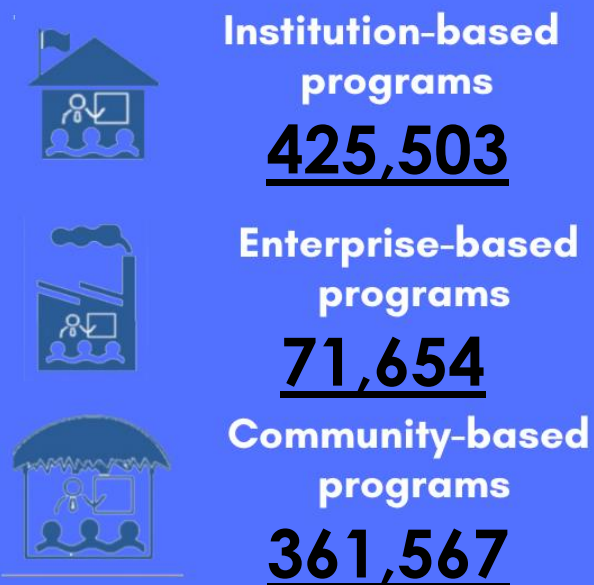 Institution-based
programs
425,503
Enterprise-based
programs
71,654
Community-based
programs
361,567